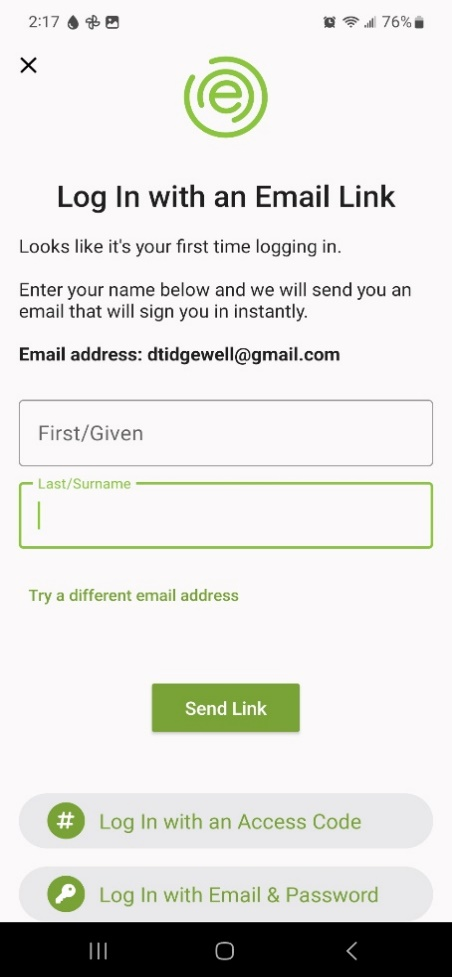 2:17 76%
e
Log In with an Email Link
Looks like it's your first time logging in.
Enter your name below and we will send you an
email that will sign you in instantly.
Email address: dtidgewell@gmail.com
First/Given
Last/Surname
Try a different email address
Send Link
# Log In with an Access Code
Log In with Email & Password